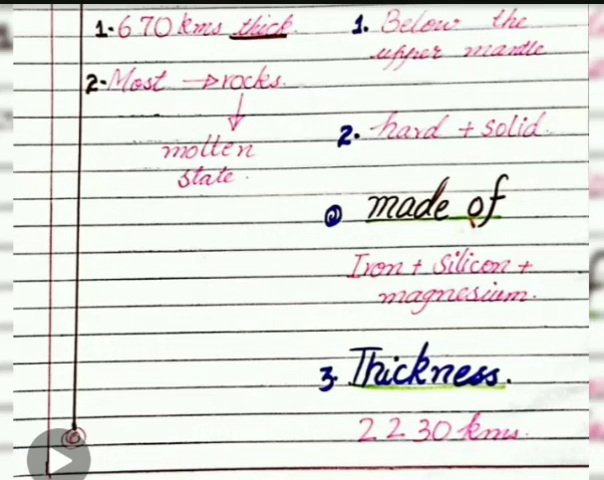 1-670 kms thick.
2-Most → rocks.
↓
molten
state.
1. Below the
upper mantle
2. hard + solid.
made of
Iron + Silicon +
magnesium.
3. Thickness.
2230 kms.